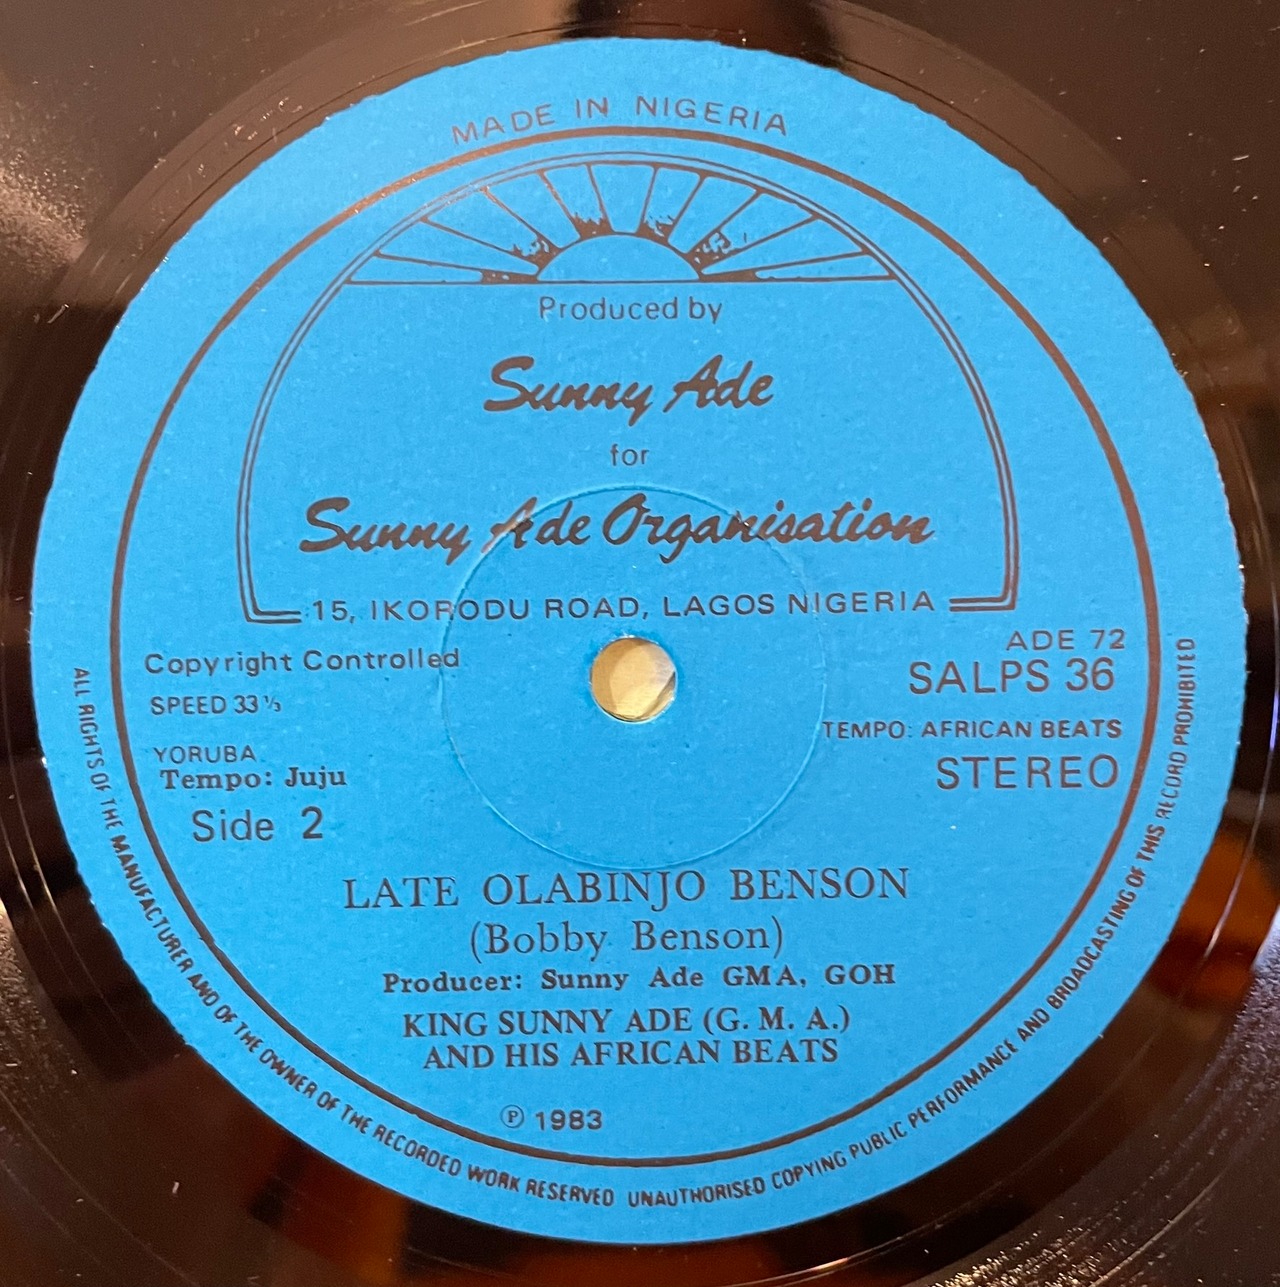 MADE IN NIGERIA
Produced by
Sunny Ade
for
Sunny Ade Organisation
15, IKORODU ROAD, LAGOS NIGERIA
Copyright Controlled
SPEED 33 ⅓
YORUBA
Tempo: Juju
Side 2
ADE 72
SALPS 36
TEMPO: AFRICAN BEATS
STEREO
LATE OLABINJO BENSON
(Bobby Benson)
Producer: Sunny Ade GMA, GOH
KING SUNNY ADE (G. M. A.)
AND HIS AFRICAN BEATS
℗ 1983
ALL RIGHTS OF THE MANUFACTURER AND OF THE OWNER OF THE RECORDED WORK RESERVED UNAUTHORISED COPYING PUBLIC PERFORMANCE AND BROADCASTING OF THIS RECORD PROHIBITED